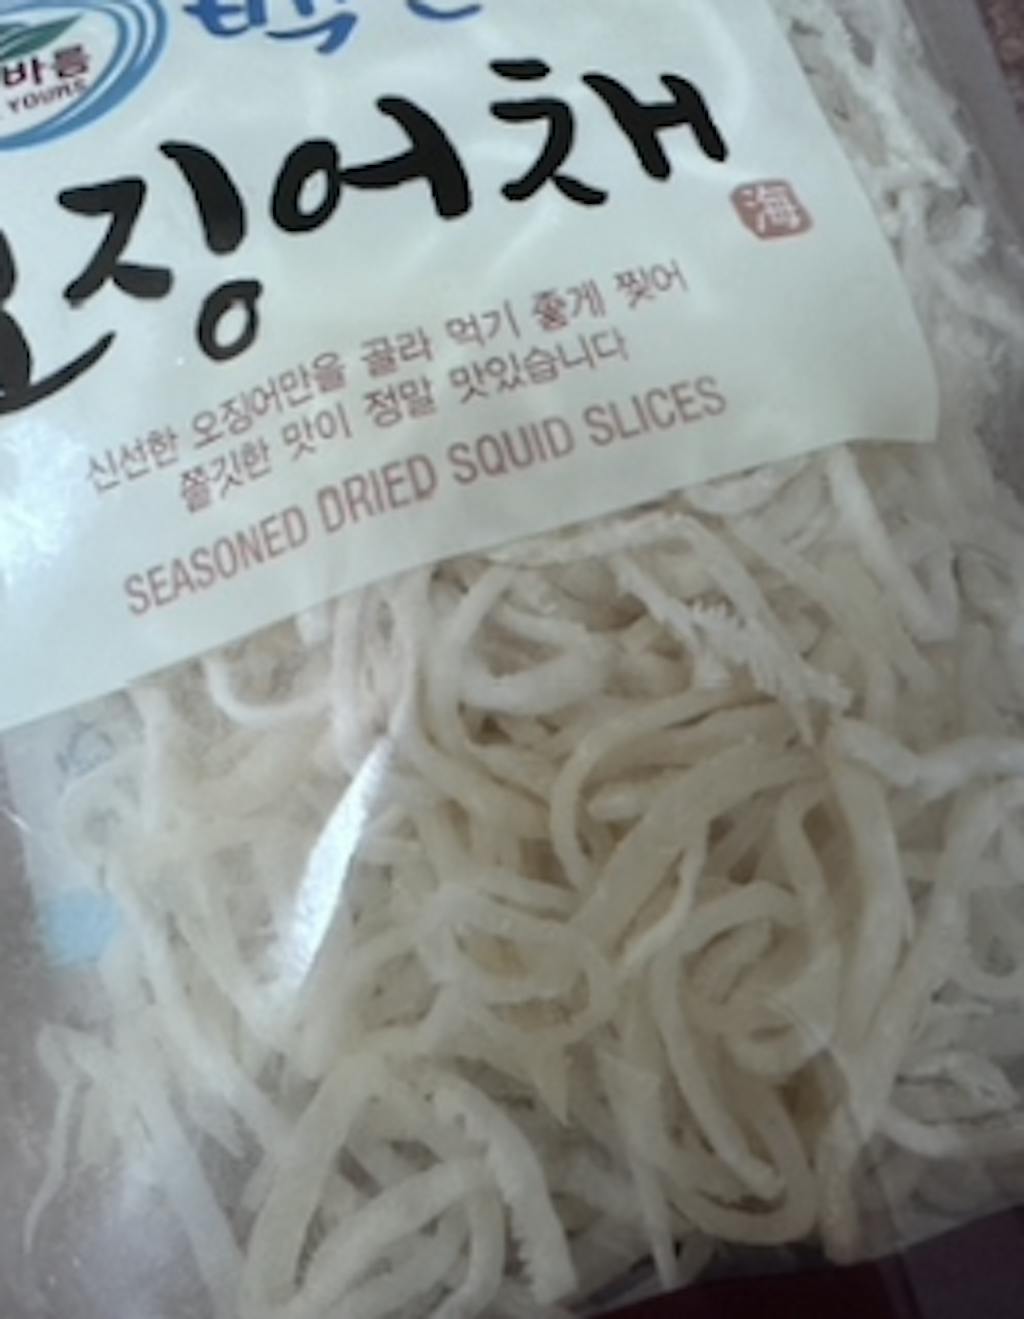 바름
YOURS
백
오징어채
海
신선한 오징어만을 골라 먹기 좋게 찢어
쫄깃한 맛이 정말 맛있습니다
SEASONED DRIED SQUID SLICES